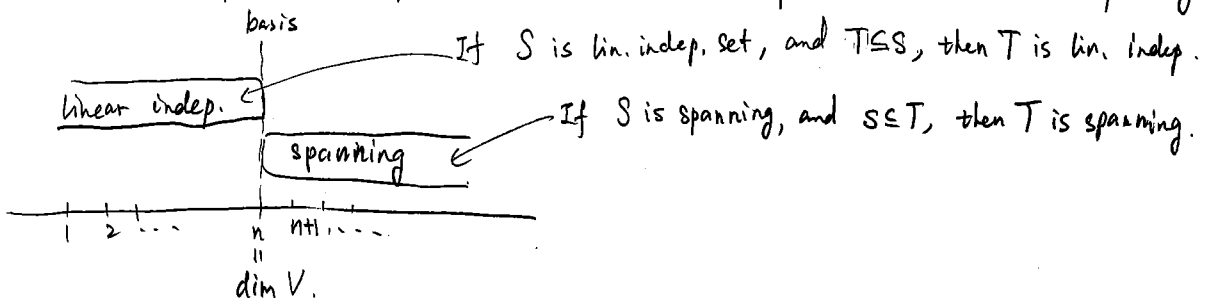 basis
If S is lin. indep. set, and T⊆S, then T is lin. indep.
linear indep.
If S is spanning, and S⊆T, then T is spanning.
spanning
1 2 ... n n+1 ....
=
dim V.